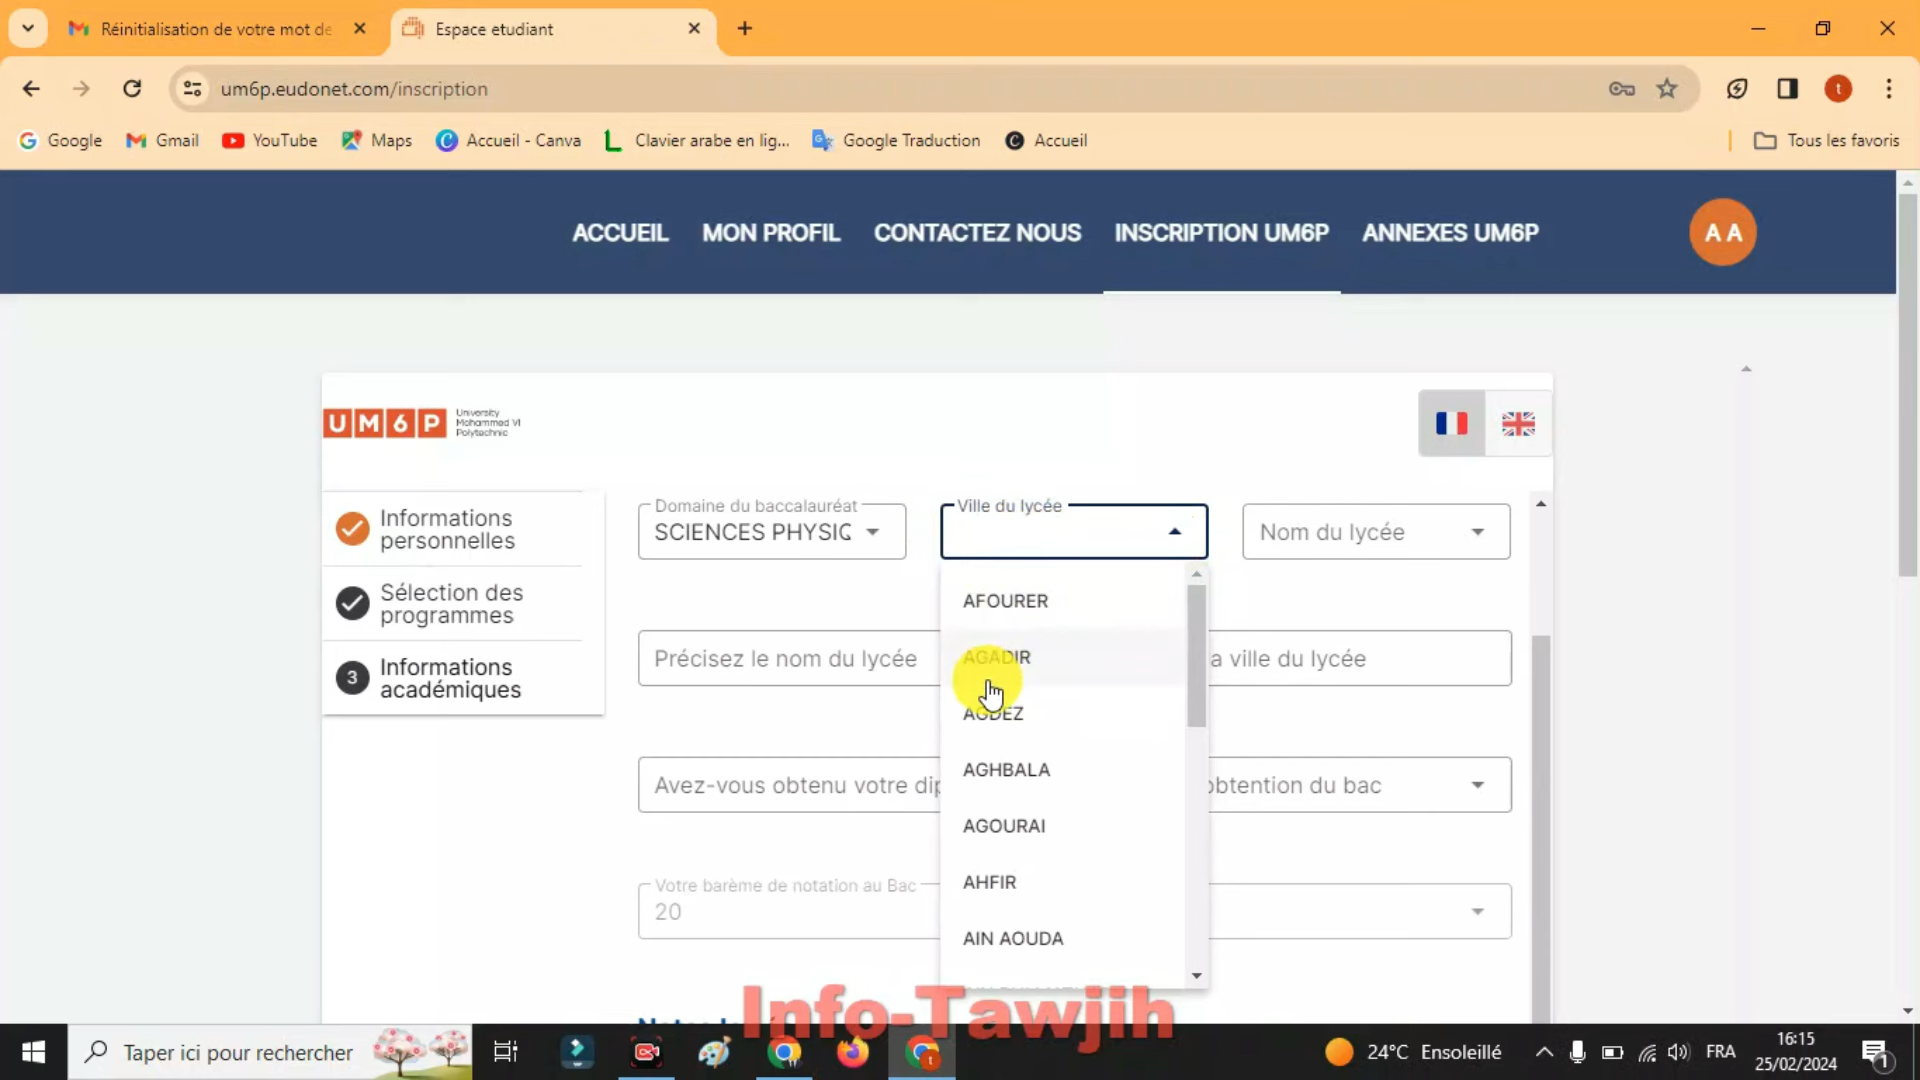 Réinitialisation de votre mot de
Espace etudiant
um6p.eudonet.com/inscription
Google
Gmail
YouTube
Maps
Accueil - Canva
Clavier arabe en lig...
Google Traduction
Accueil
Tous les favoris
t
ACCUEIL
MON PROFIL
CONTACTEZ NOUS
INSCRIPTION UM6P
ANNEXES UM6P
A A
UM6P
University
Mohammed VI
Polytechnic
Informations
personnelles
Sélection des
programmes
3
Informations
académiques
Domaine du baccalauréat
SCIENCES PHYSIQ
Ville du lycée
Nom du lycée
AFOURER
AGADIR
AGDEZ
AGHBALA
AGOURAI
AHFIR
AIN AOUDA
Précisez le nom du lycée
a ville du lycée
Avez-vous obtenu votre dip
obtention du bac
Votre barème de notation au Bac
20
Info-Tawjih
Taper ici pour rechercher
t
24°C Ensoleillé
FRA
16:15
25/02/2024
1